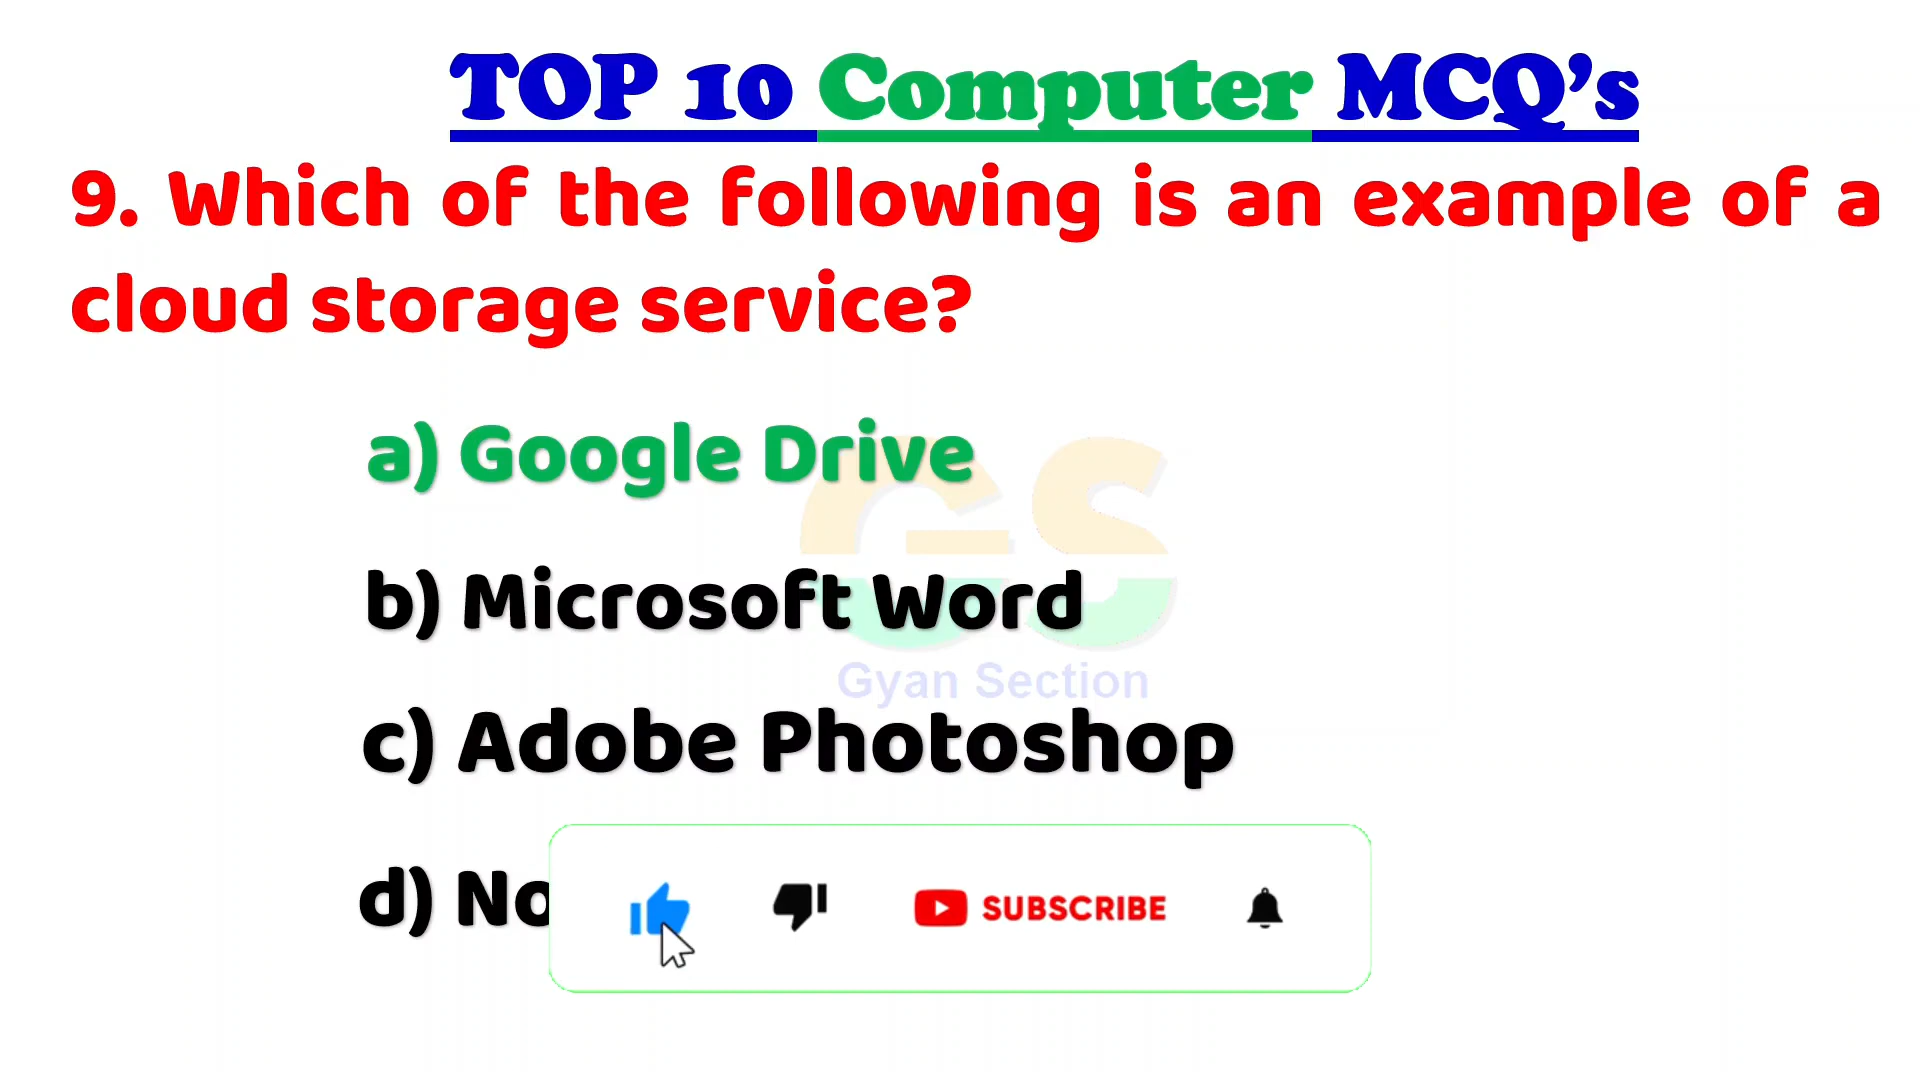 TOP 10 Computer MCQ’s
9. Which of the following is an example of a
cloud storage service?
a) Google Drive
b) Microsoft Word
GS
Gyan Section
c) Adobe Photoshop
d)
SUBSCRIBE